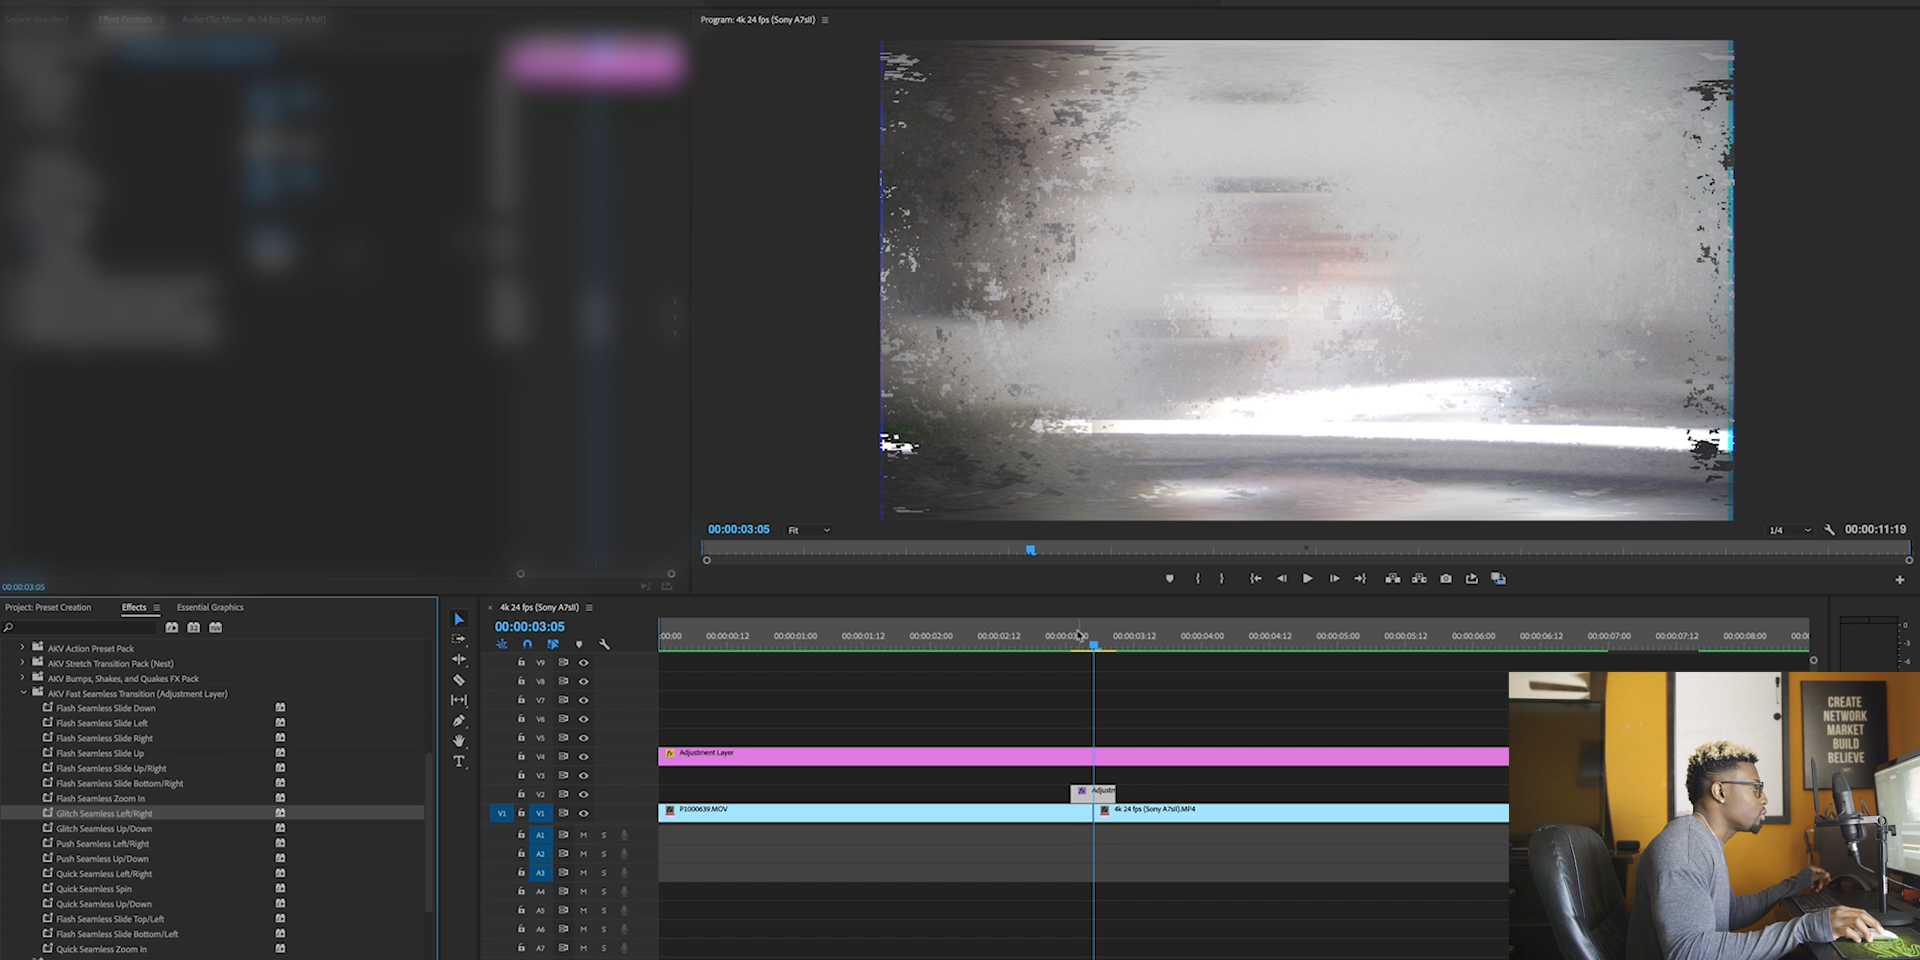 Source: (no clips)
Effect Controls
Audio Clip Mixer: 4k 24 fps (Sony A7sII)
Program: 4k 24 fps (Sony A7sII)
00:00:03:05
Fit
1/4
00:00:11:19
00:00:03:05
Project: Preset Creation
Effects
Essential Graphics
AKV Action Preset Pack
AKV Stretch Transition Pack (Nest)
AKV Bumps, Shakes, and Quakes FX Pack
AKV Fast Seamless Transition (Adjustment Layer)
Flash Seamless Slide Down
Flash Seamless Slide Left
Flash Seamless Slide Right
Flash Seamless Slide Up
Flash Seamless Slide Up/Right
Flash Seamless Slide Bottom/Right
Flash Seamless Zoom In
Glitch Seamless Left/Right
Glitch Seamless Up/Down
Push Seamless Left/Right
Push Seamless Up/Down
Quick Seamless Left/Right
Quick Seamless Spin
Quick Seamless Up/Down
Flash Seamless Slide Top/Left
Flash Seamless Slide Bottom/Left
Quick Seamless Zoom In
× 4k 24 fps (Sony A7sII)
00:00:03:05
:00:00
00:00:00:12
00:00:01:00
00:00:01:12
00:00:02:00
00:00:02:12
00:00:03:12
00:00:04:00
00:00:04:12
00:00:05:00
00:00:05:12
00:00:06:00
00:00:06:12
00:00:07:00
00:00:07:12
00:00:08:00
V9
V8
V7
V6
V5
V4
Adjustment Layer
V3
V2
Adjustn
V1
V1
P1000639.MOV
4k 24 fps (Sony A7sII).MP4
A1 M S
A2 M S
A3 M S
A4 M S
A5 M S
A6 M S
A7 M S
0
-3
-6
CREATE
NETWORK
MARKET
BUILD
BELIEVE